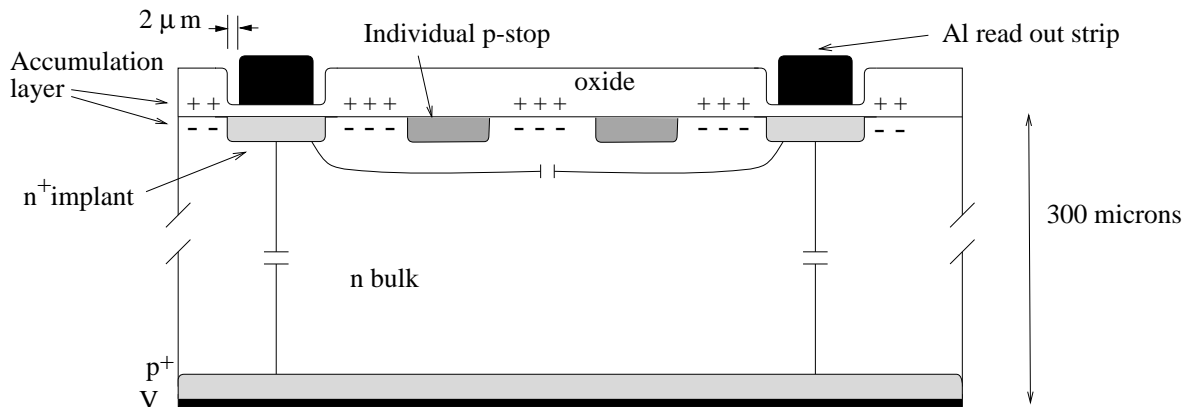 2 μ m
Individual p-stop
Al read out strip
Accumulation
layer
oxide
+ +
+ + +
+ + +
+ + +
+ +
- -
- - -
- - -
- - -
- -
n+implant
300 microns
n bulk
p+
V